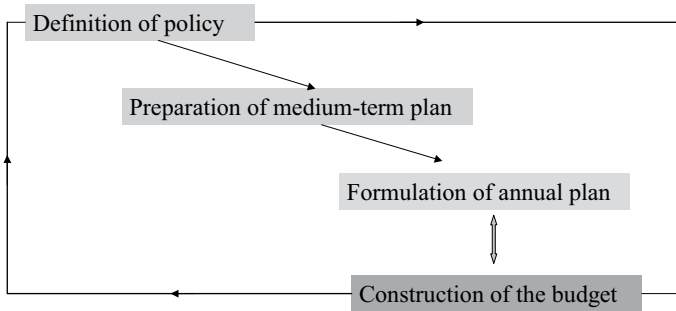 Definition of policy
Preparation of medium-term plan
Formulation of annual plan
Construction of the budget